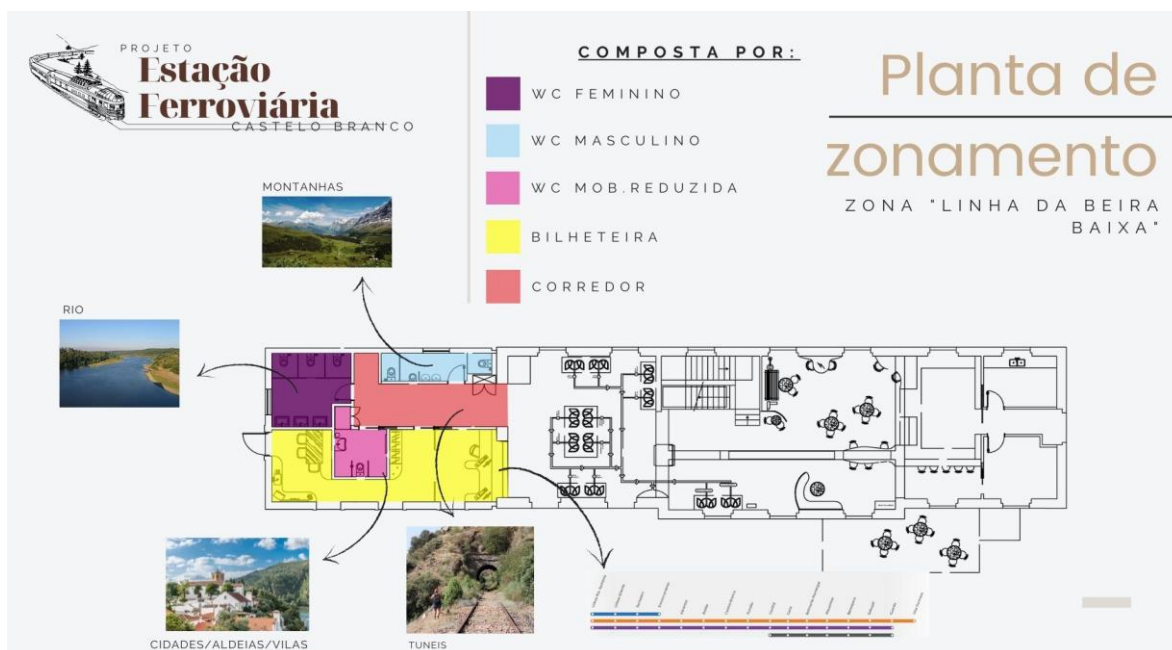 PROJETO
Estação
Ferroviária
CASTELO BRANCO
COMPOSTA POR:
WC FEMININO
WC MASCULINO
WC MOB.REDUZIDA
BILHETEIRA
CORREDOR
Planta de
zonamento
ZONA "LINHA DA BEIRA
BAIXA"
MONTANHAS
RIO
CIDADES/ALDEIAS/VILAS
TUNEIS